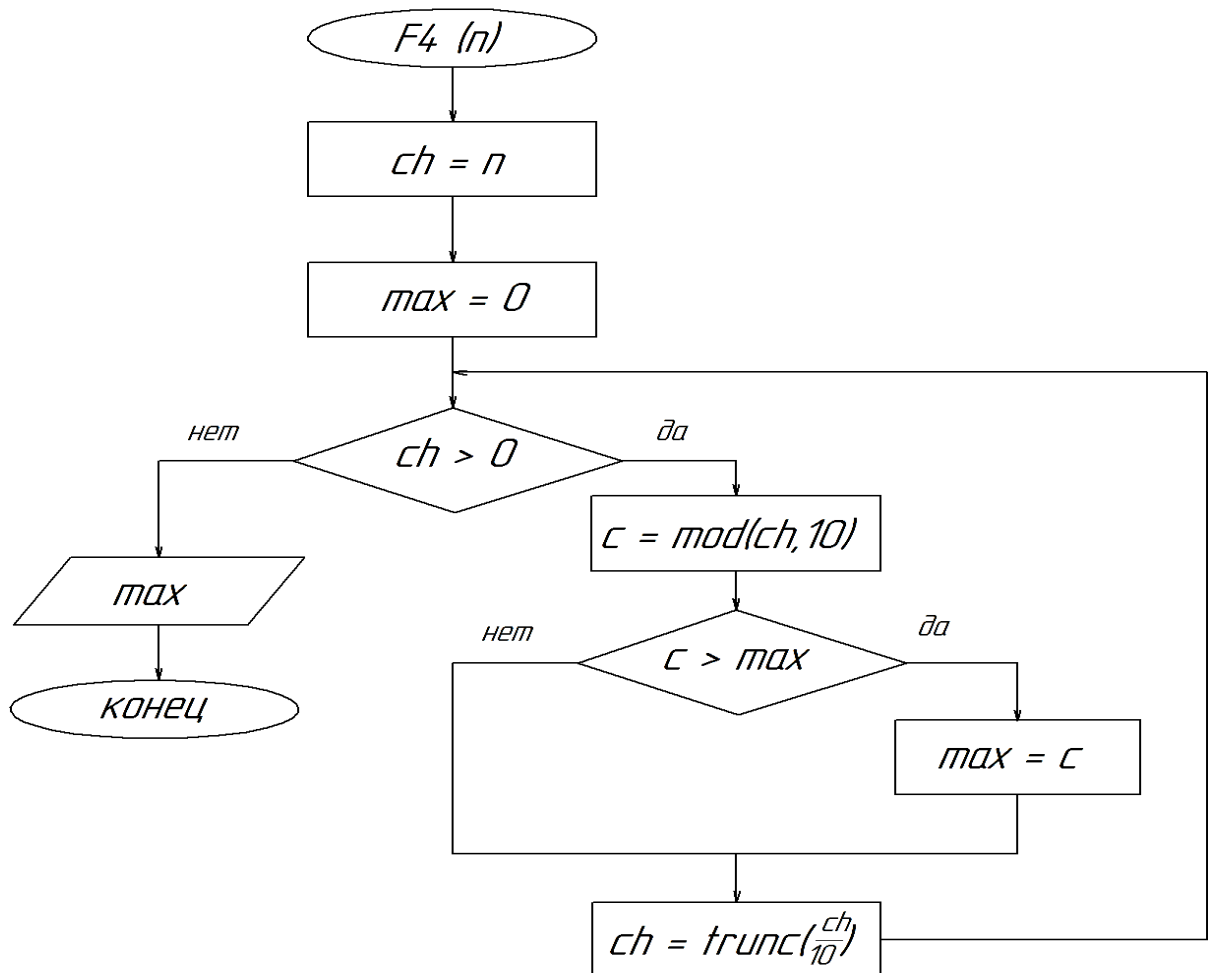 F4 (n)
ch = n
max = 0
нет
да
ch > 0
c = mod(ch,10)
max
нет
да
c > max
конец
max = c
ch = trunc(ch/10)